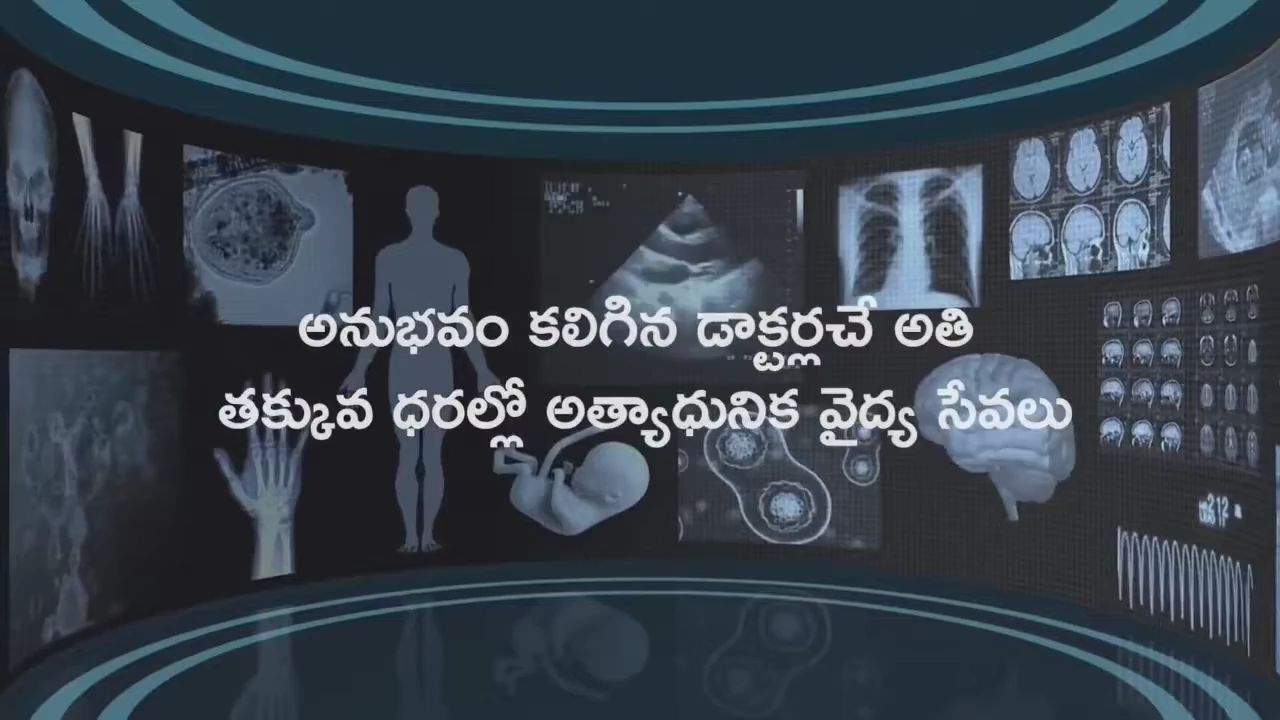 అనుభవం కలిగిన డాక్టర్లచే అతి
తక్కువ ధరల్లో అత్యాధునిక వైద్య సేవలు